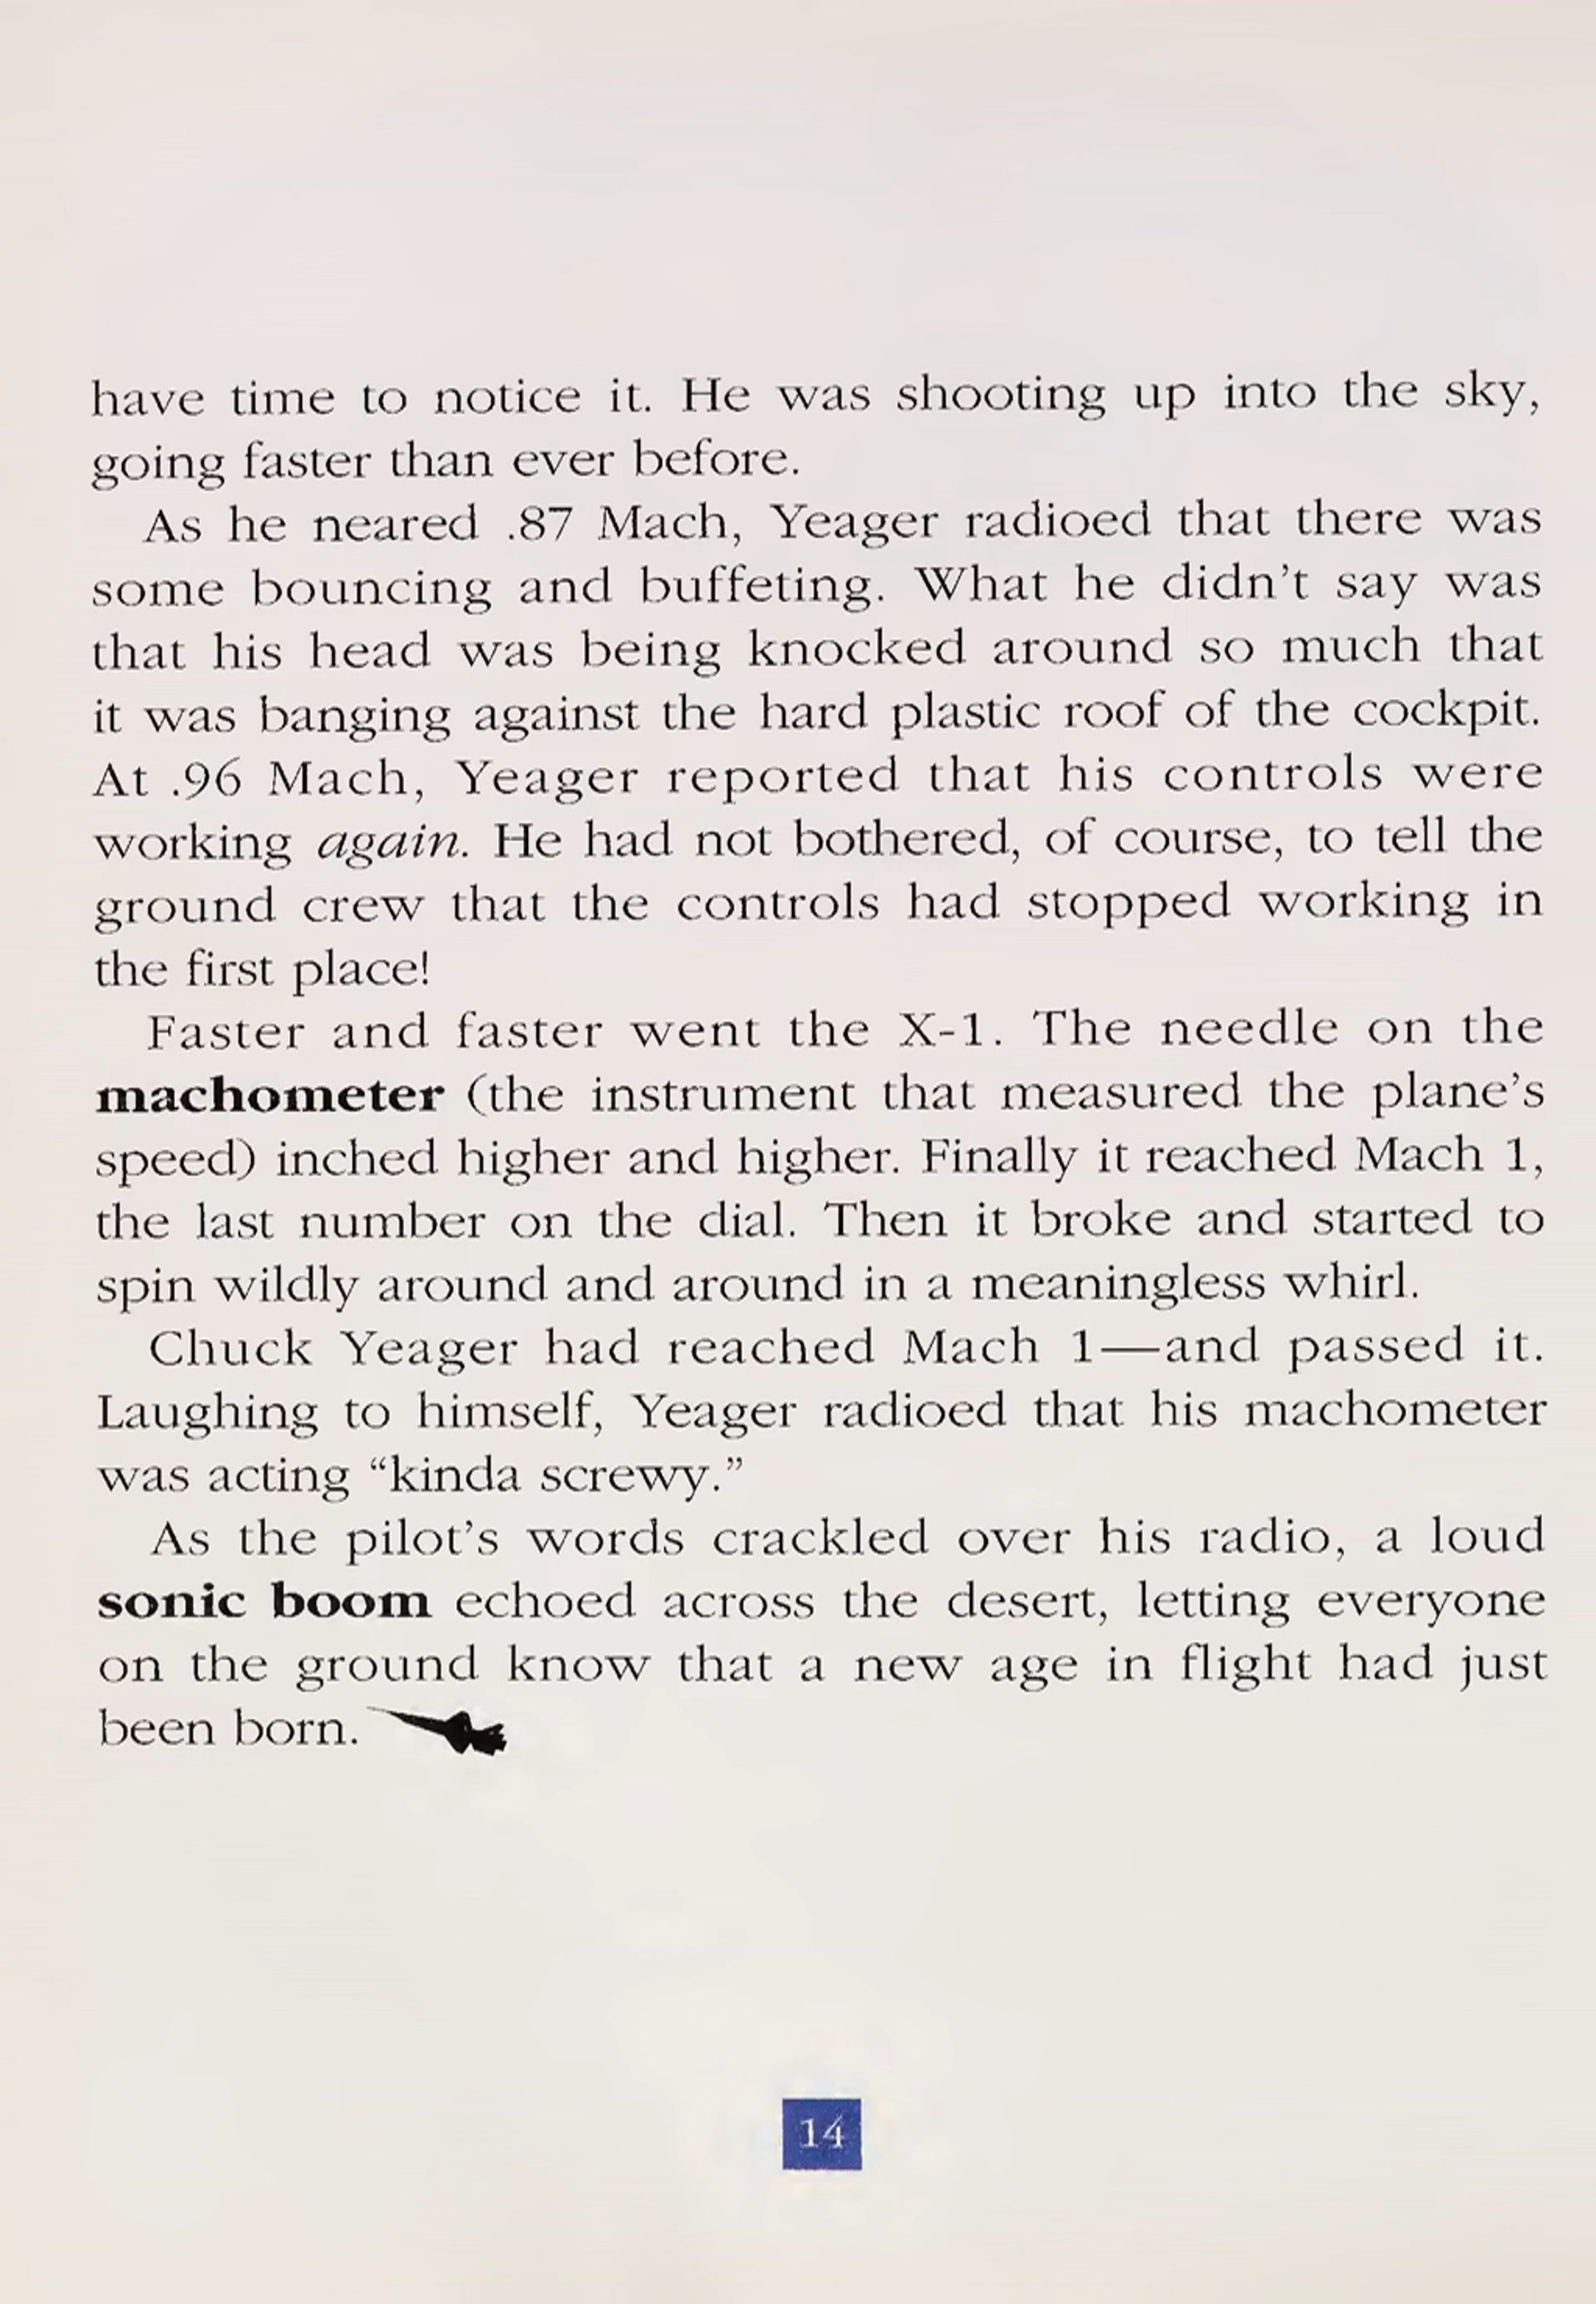 have time to notice it. He was shooting up into the sky,
going faster than ever before.
As he neared .87 Mach, Yeager radioed that there was
some bouncing and buffeting. What he didn't say was
that his head was being knocked around so much that
it was banging against the hard plastic roof of the cockpit.
At .96 Mach, Yeager reported that his controls were
working again. He had not bothered, of course, to tell the
ground crew that the controls had stopped working in
the first place!
Faster and faster went the X-1. The needle on the
machometer (the instrument that measured the plane's
speed) inched higher and higher. Finally it reached Mach 1,
the last number on the dial. Then it broke and started to
spin wildly around and around in a meaningless whirl.
Chuck Yeager had reached Mach 1—and passed it.
Laughing to himself, Yeager radioed that his machometer
was acting “kinda screwy.”
As the pilot's words crackled over his radio, a loud
sonic boom echoed across the desert, letting everyone
on the ground know that a new age in flight had just
been born.
14